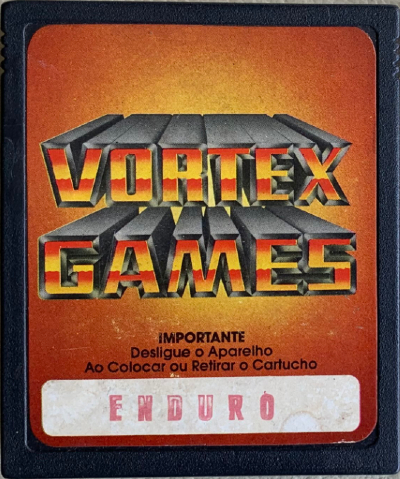 VORTEX
GAMES
IMPORTANTE
Desligue o Aparelho
Ao Colocar ou Retirar o Cartucho
ENDURO